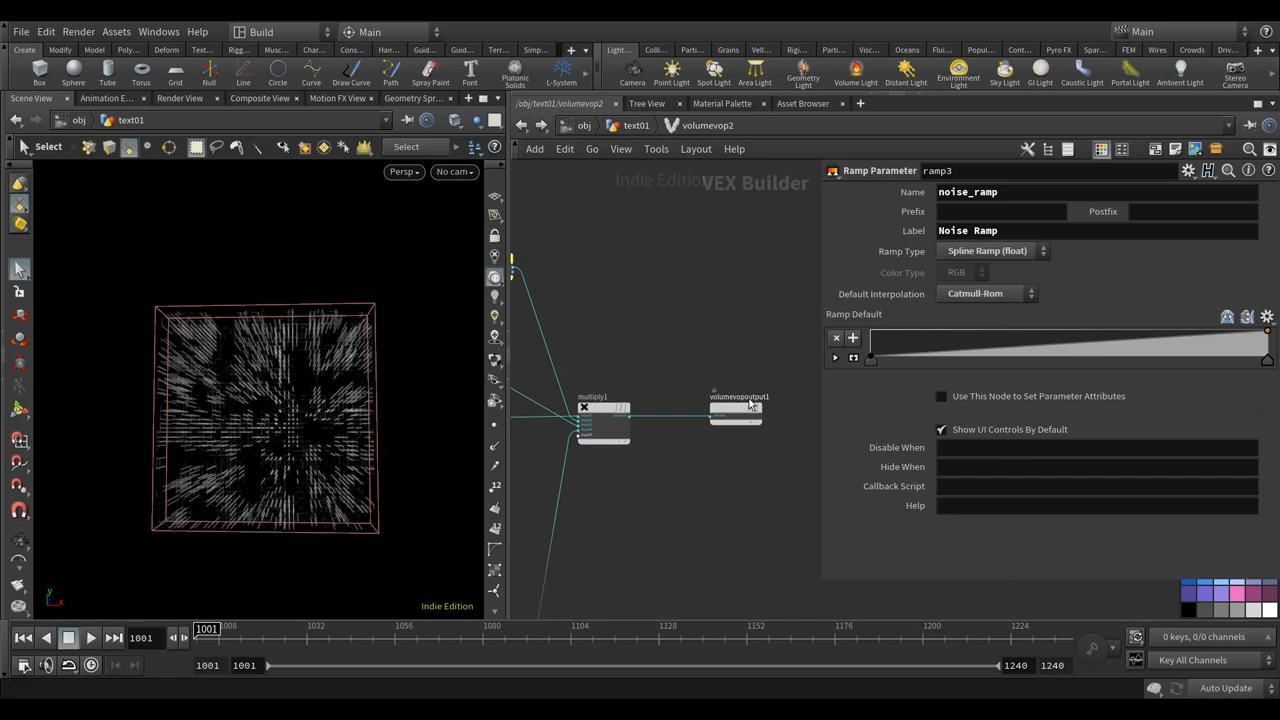 File Edit Render Assets Windows Help Build Main Main
Create Modify Model Poly... Deform Text... Rigg... Musc... Char... Cons... Hair... Guid... Guid... Terr... Simp... Light... Colli... Parti... Grains Vell... Rigi... Parti... Visc... Oceans Flui... Popul... Cont... Pyro FX Spar... FEM Wires Crowds Driv...
Box Sphere Tube Torus Grid Null Line Circle Curve Draw Curve Path Spray Paint Font Platonic Solids L-System Camera Point Light Spot Light Area Light Geometry Light Volume Light Distant Light Environment Light Sky Light GI Light Caustic Light Portal Light Ambient Light Stereo Camera
Scene View Animation E... Render View Composite View Motion FX View Geometry Spr... /obj/text01/volumevop2 Tree View Material Palette Asset Browser
obj text01 obj text01 volumevop2
Select Select Add Edit Go View Tools Layout Help
Persp No cam
Indie Edition VEX Builder
Ramp Parameter ramp3
Name noise_ramp
Prefix Postfix
Label Noise Ramp
Ramp Type Spline Ramp (float)
Color Type RGB
Default Interpolation Catmull-Rom
Ramp Default
multiply1 volumevopoutput1
Use This Node to Set Parameter Attributes
Show UI Controls By Default
Disable When
Hide When
Callback Script
Help
12
12
y
x
Indie Edition
1001 1001 1008 1032 1056 1080 1104 1128 1152 1176 1200 1224 0 keys, 0/0 channels
1001 1001 1240 1240 Key All Channels
Auto Update